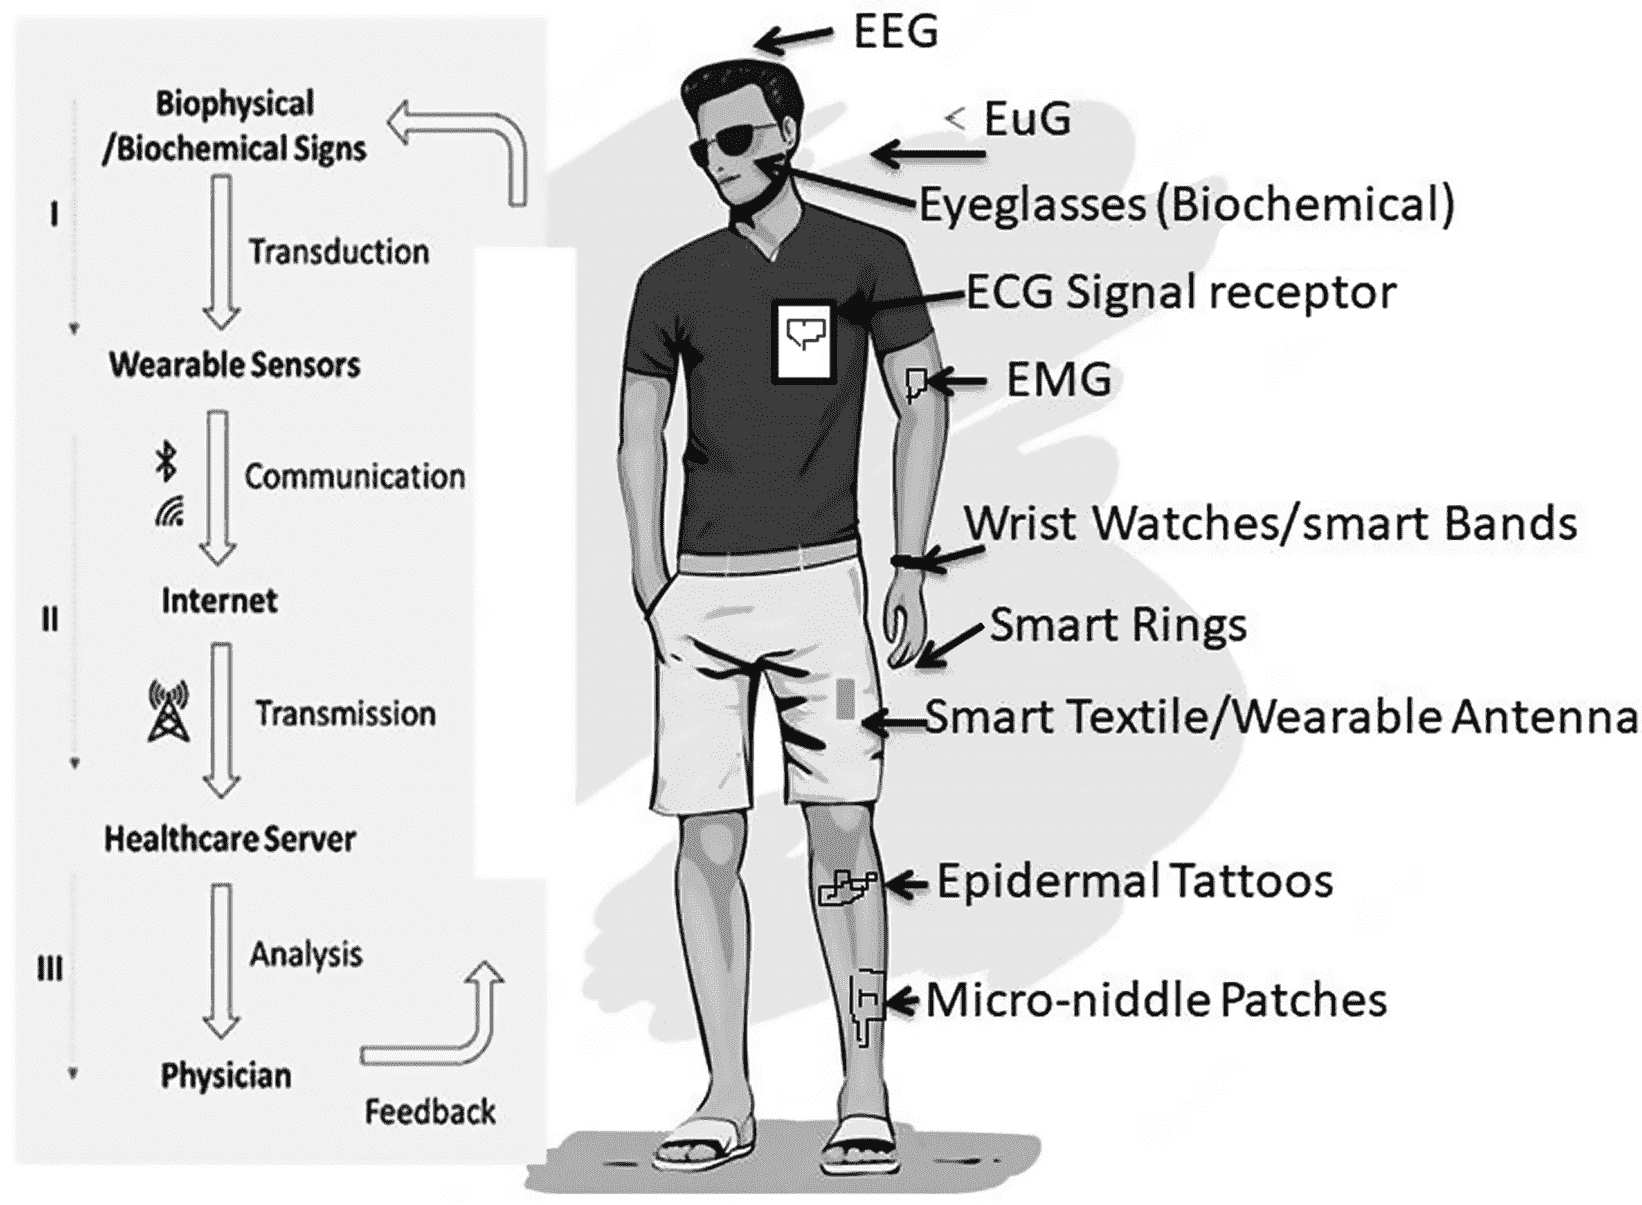 Biophysical
/Biochemical Signs
I
Transduction
Wearable Sensors
Communication
Internet
II
Transmission
Healthcare Server
Analysis
III
Physician
Feedback
EEG
< EuG
Eyeglasses (Biochemical)
ECG Signal receptor
EMG
Wrist Watches/smart Bands
Smart Rings
Smart Textile/Wearable Antenna
Epidermal Tattoos
Micro-niddle Patches